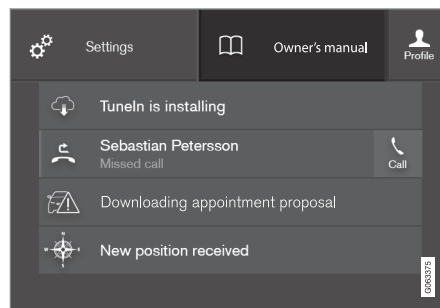 Settings
Owner's manual
Profile
TuneIn is installing
Sebastian Petersson
Missed call
Call
Downloading appointment proposal
New position received
G063375